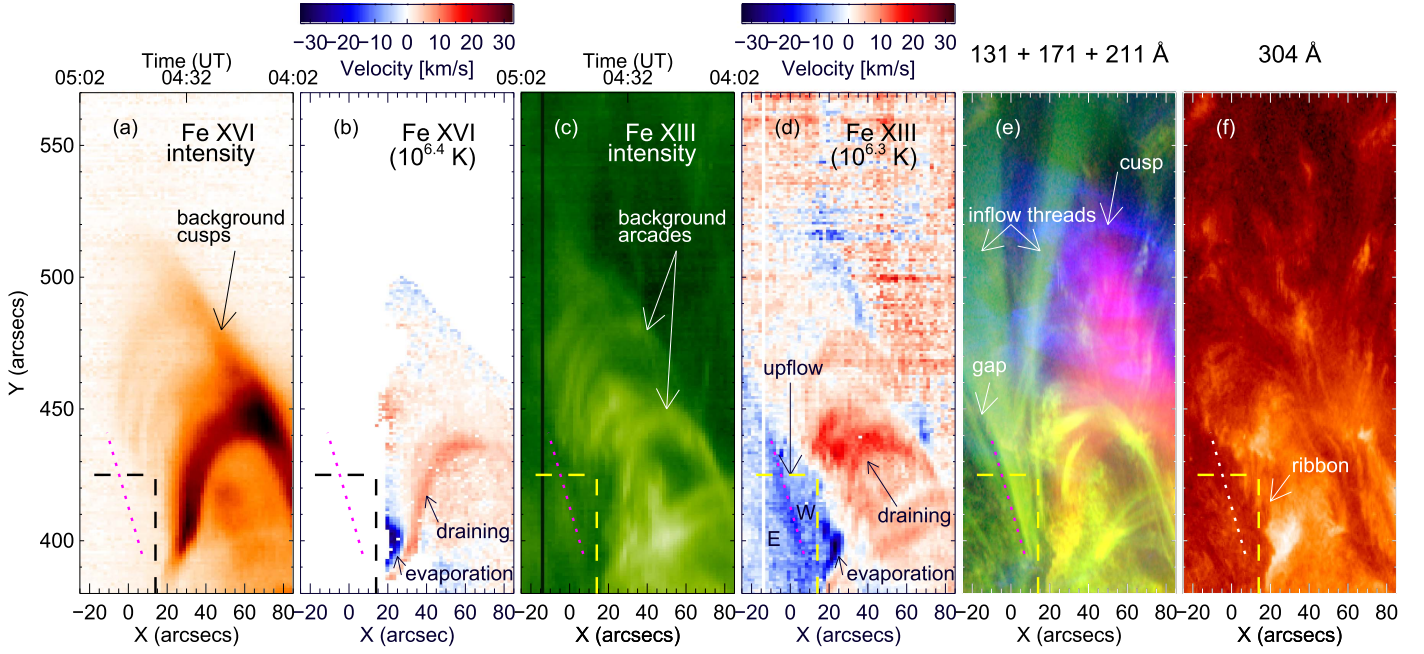 −30−20−10 0 10 20 30
Velocity [km/s]
−30−20−10 0 10 20 30
Velocity [km/s]
Time (UT)
05:02 04:32 04:02
Time (UT)
05:02 04:32 04:02
131 + 171 + 211 Å
304 Å
(a) Fe XVI
intensity
background
cusps
(b) Fe XVI
(10^6.4 K)
draining
evaporation
(c) Fe XIII
intensity
background
arcades
(d) Fe XIII
(10^6.3 K)
upflow
W
E
draining
evaporation
(e)
cusp
inflow threads
gap
(f)
ribbon
Y (arcsecs)
550
500
450
400
−20 0 20 40 60 80
X (arcsecs)
−20 0 20 40 60 80
X (arcsec)
−20 0 20 40 60 80
X (arcsecs)
−20 0 20 40 60 80
X (arcsecs)
−20 0 20 40 60 80
X (arcsecs)
−20 0 20 40 60 80
X (arcsecs)